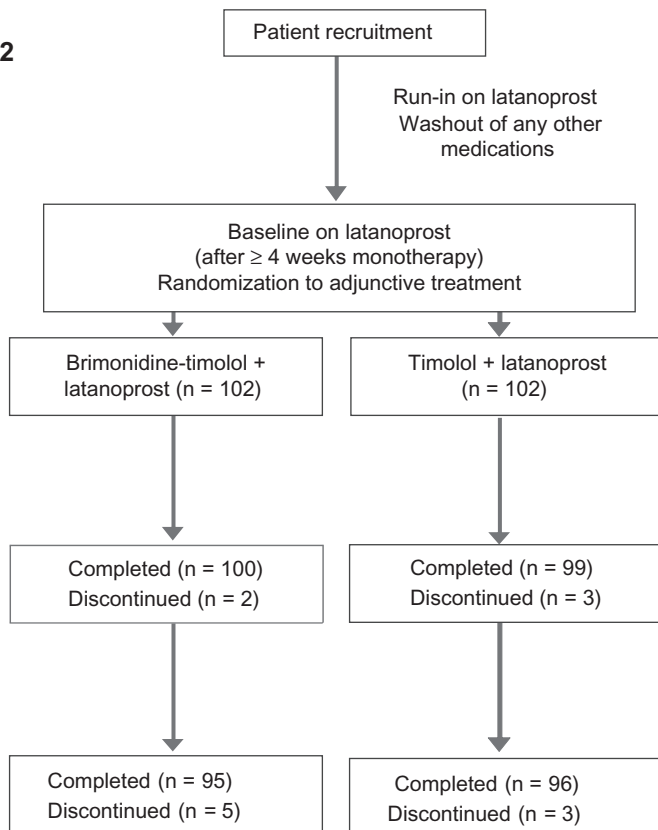 2
Patient recruitment
Run-in on latanoprost
Washout of any other
medications
Baseline on latanoprost
(after ≥ 4 weeks monotherapy)
Randomization to adjunctive treatment
Brimonidine-timolol +
latanoprost (n = 102)
Timolol + latanoprost
(n = 102)
Completed (n = 100)
Discontinued (n = 2)
Completed (n = 99)
Discontinued (n = 3)
Completed (n = 95)
Discontinued (n = 5)
Completed (n = 96)
Discontinued (n = 3)